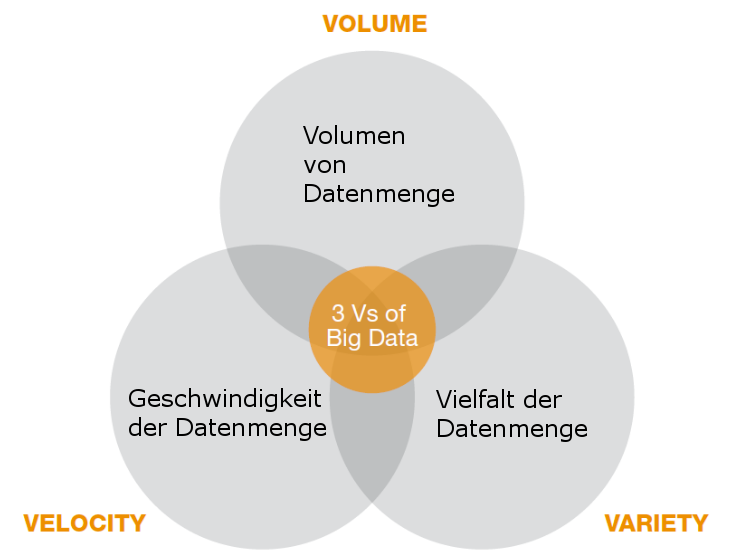 VOLUME
Volumen
von
Datenmenge
3 Vs of
Big Data
Geschwindigkeit
der Datenmenge
Vielfalt der
Datenmenge
VELOCITY
VARIETY